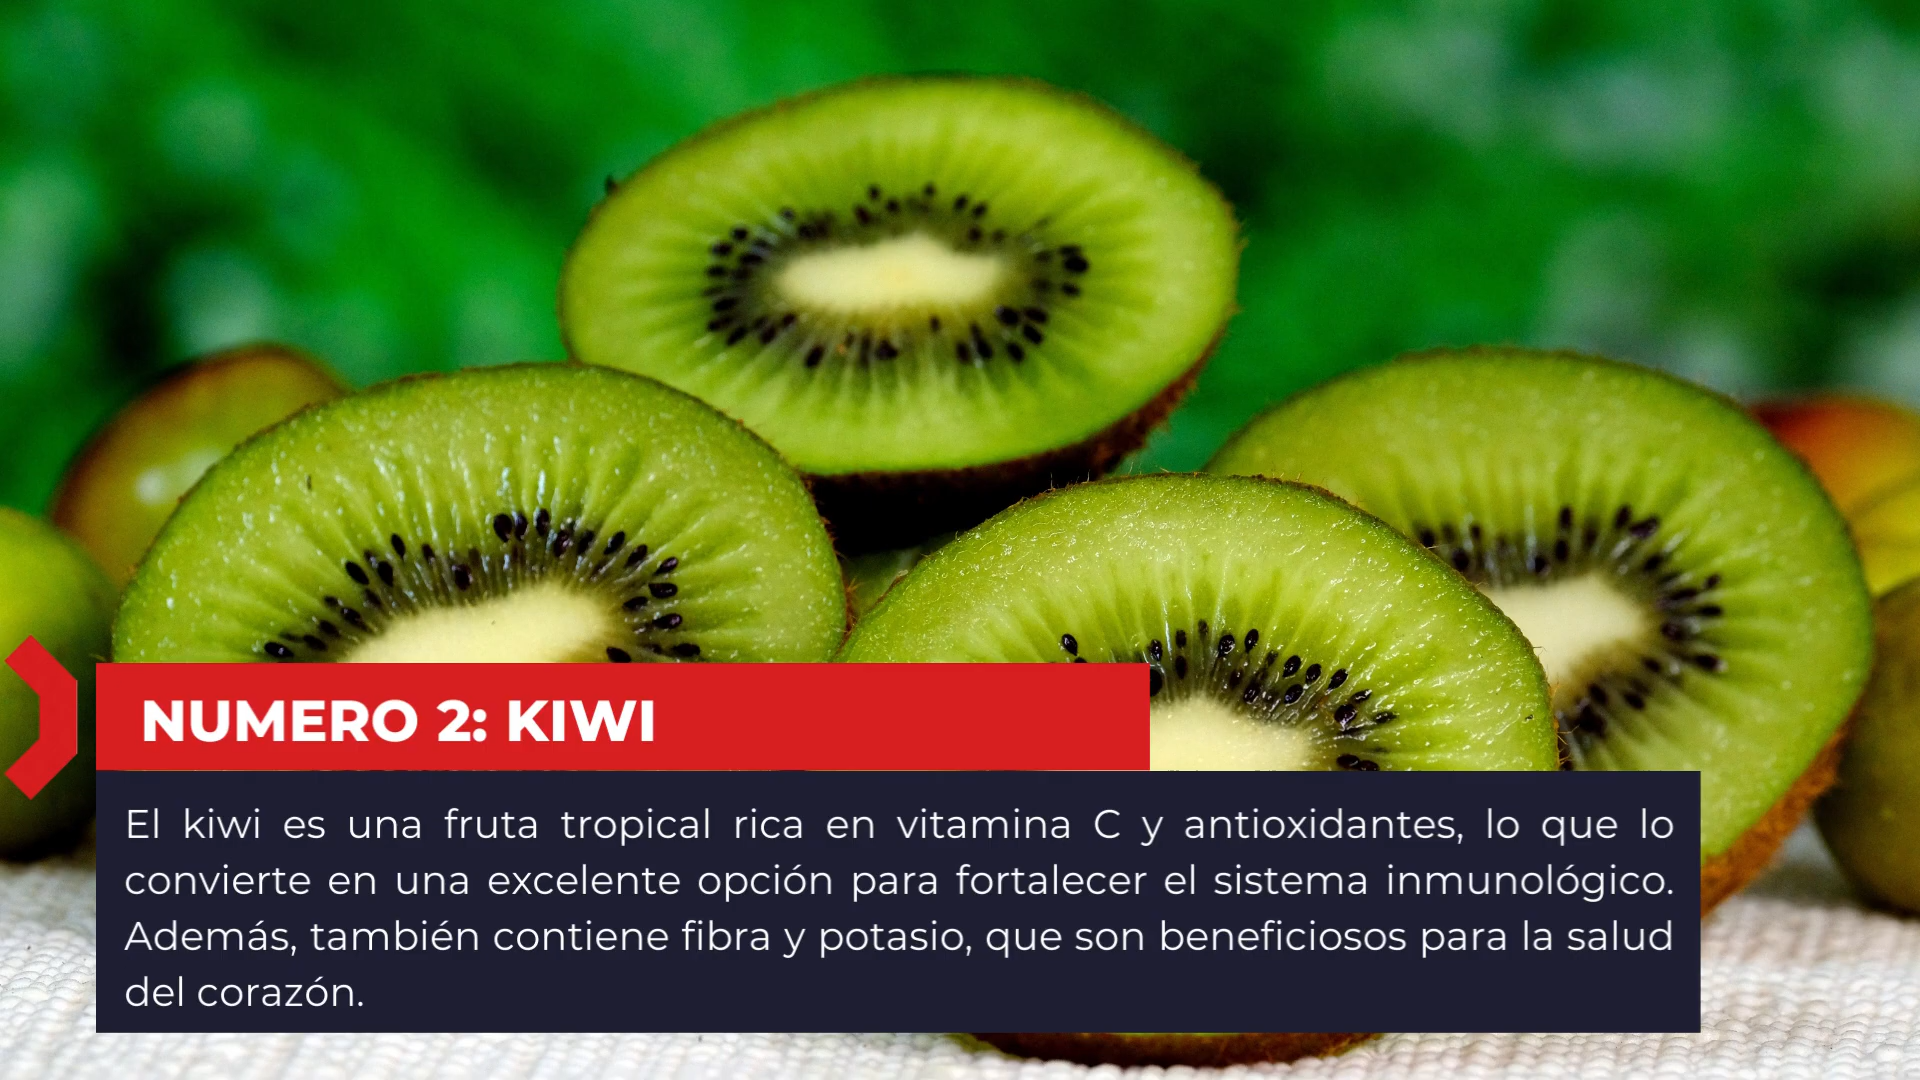 NUMERO 2: KIWI
El kiwi es una fruta tropical rica en vitamina C y antioxidantes, lo que lo
convierte en una excelente opción para fortalecer el sistema inmunológico.
Además, también contiene fibra y potasio, que son beneficiosos para la salud
del corazón.